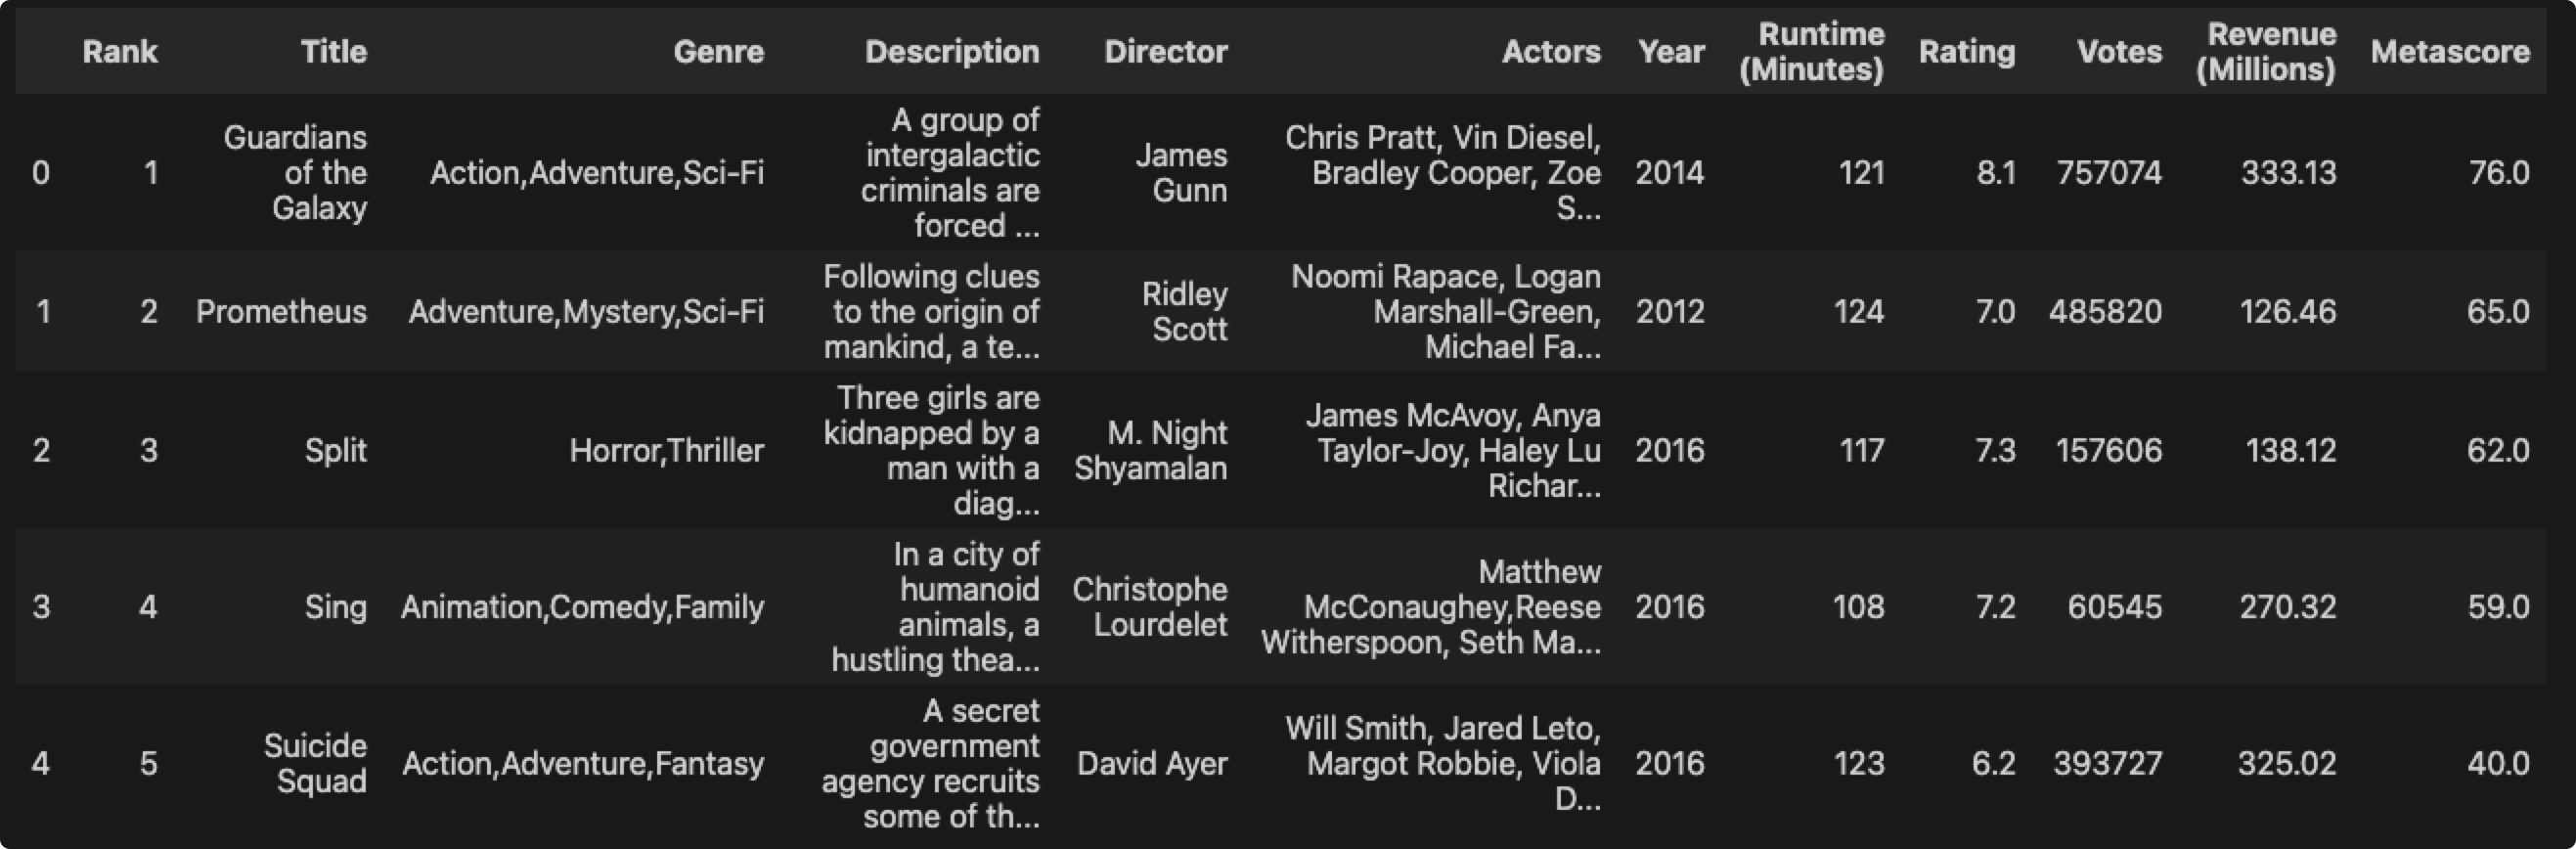 Rank Title Genre Description Director Actors Year Runtime (Minutes) Rating Votes Revenue (Millions) Metascore
0 1 Guardians of the Galaxy Action,Adventure,Sci-Fi A group of intergalactic criminals are forced ... James Gunn Chris Pratt, Vin Diesel, Bradley Cooper, Zoe S... 2014 121 8.1 757074 333.13 76.0
1 2 Prometheus Adventure,Mystery,Sci-Fi Following clues to the origin of mankind, a te... Ridley Scott Noomi Rapace, Logan Marshall-Green, Michael Fa... 2012 124 7.0 485820 126.46 65.0
2 3 Split Horror,Thriller Three girls are kidnapped by a man with a diag... M. Night Shyamalan James McAvoy, Anya Taylor-Joy, Haley Lu Richar... 2016 117 7.3 157606 138.12 62.0
3 4 Sing Animation,Comedy,Family In a city of humanoid animals, a hustling thea... Christophe Lourdelet Matthew McConaughey,Reese Witherspoon, Seth Ma... 2016 108 7.2 60545 270.32 59.0
4 5 Suicide Squad Action,Adventure,Fantasy A secret government agency recruits some of th... David Ayer Will Smith, Jared Leto, Margot Robbie, Viola D... 2016 123 6.2 393727 325.02 40.0